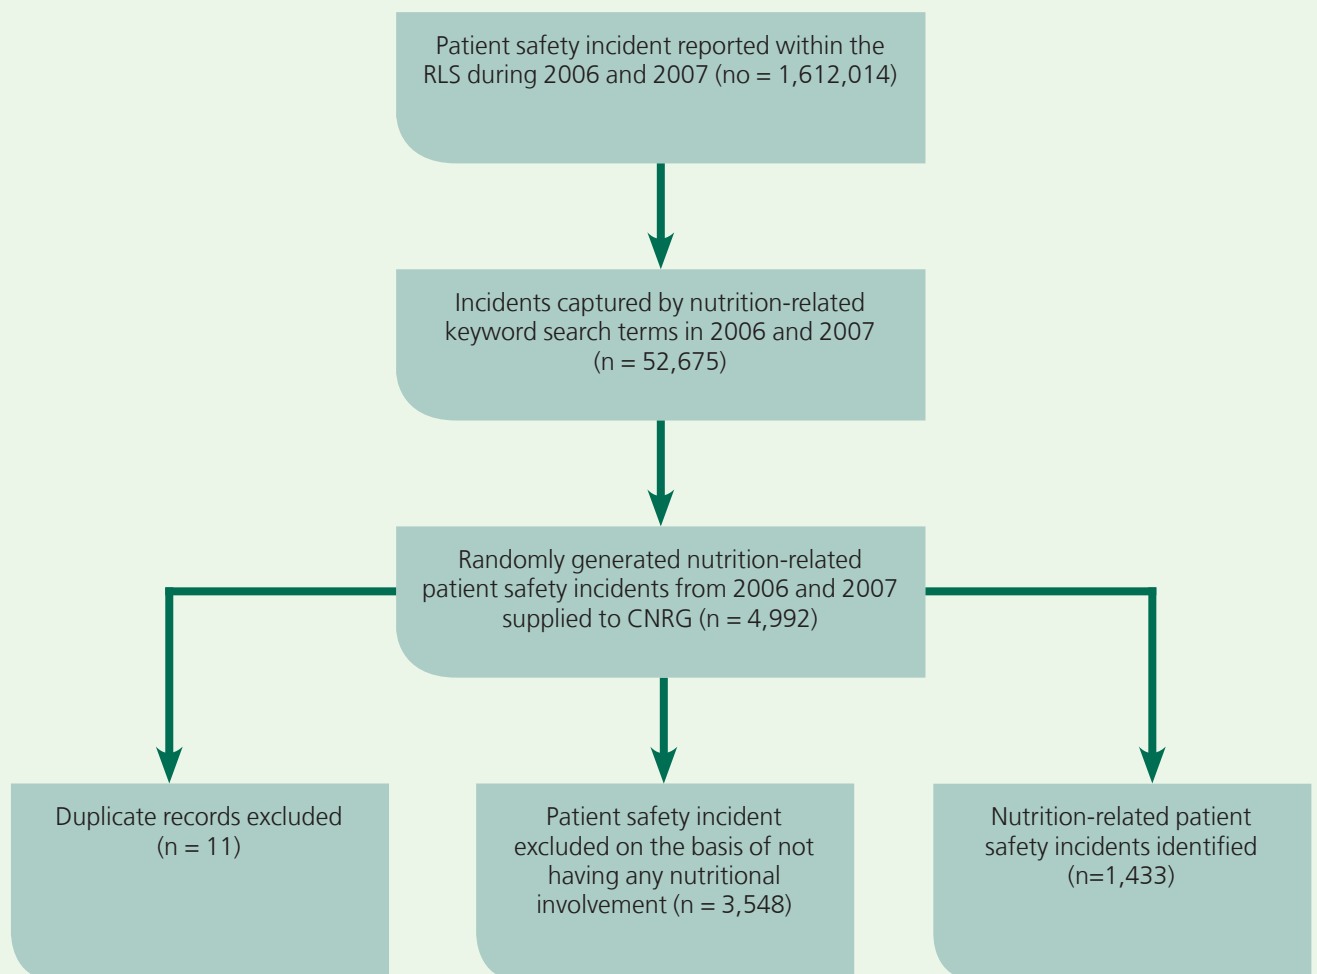 Patient safety incident reported within the
RLS during 2006 and 2007 (no = 1,612,014)
Incidents captured by nutrition-related
keyword search terms in 2006 and 2007
(n = 52,675)
Randomly generated nutrition-related
patient safety incidents from 2006 and 2007
supplied to CNRG (n = 4,992)
Duplicate records excluded
(n = 11)
Patient safety incident
excluded on the basis of not
having any nutritional
involvement (n = 3,548)
Nutrition-related patient
safety incidents identified
(n=1,433)